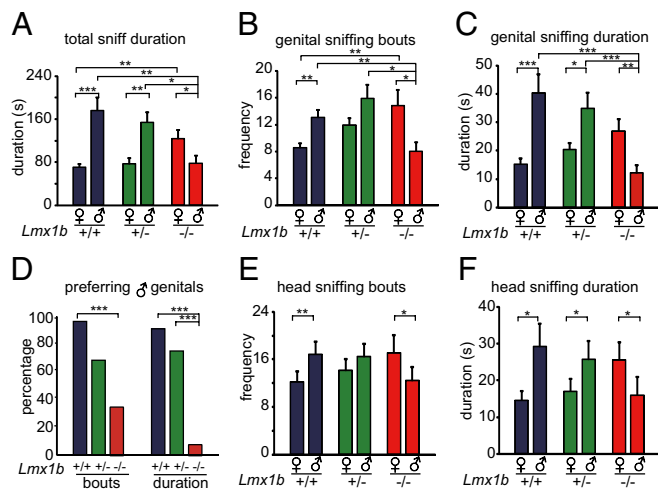 A total sniff duration
** 
**
*
*** ** *
duration (s)
240
160
80
0
♀ ♂ ♀ ♂ ♀ ♂
Lmx1b +/+ +/- -/-
B genital sniffing bouts
**
**
*
** *
frequency
16
12
8
4
0
♀ ♂ ♀ ♂ ♀ ♂
Lmx1b +/+ +/- -/-
C genital sniffing duration
***
***
*** * **
duration (s)
50
40
30
20
10
0
♀ ♂ ♀ ♂ ♀ ♂
Lmx1b +/+ +/- -/-
D preferring ♂ genitals
*** ***
***
percentage
100
80
60
40
20
0
Lmx1b +/+ +/- -/- +/+ +/- -/-
bouts duration
E head sniffing bouts
** *
frequency
24
16
12
8
0
♀ ♂ ♀ ♂ ♀ ♂
Lmx1b +/+ +/- -/-
F head sniffing duration
* * *
duration (s)
40
30
20
10
0
♀ ♂ ♀ ♂ ♀ ♂
Lmx1b +/+ +/- -/-